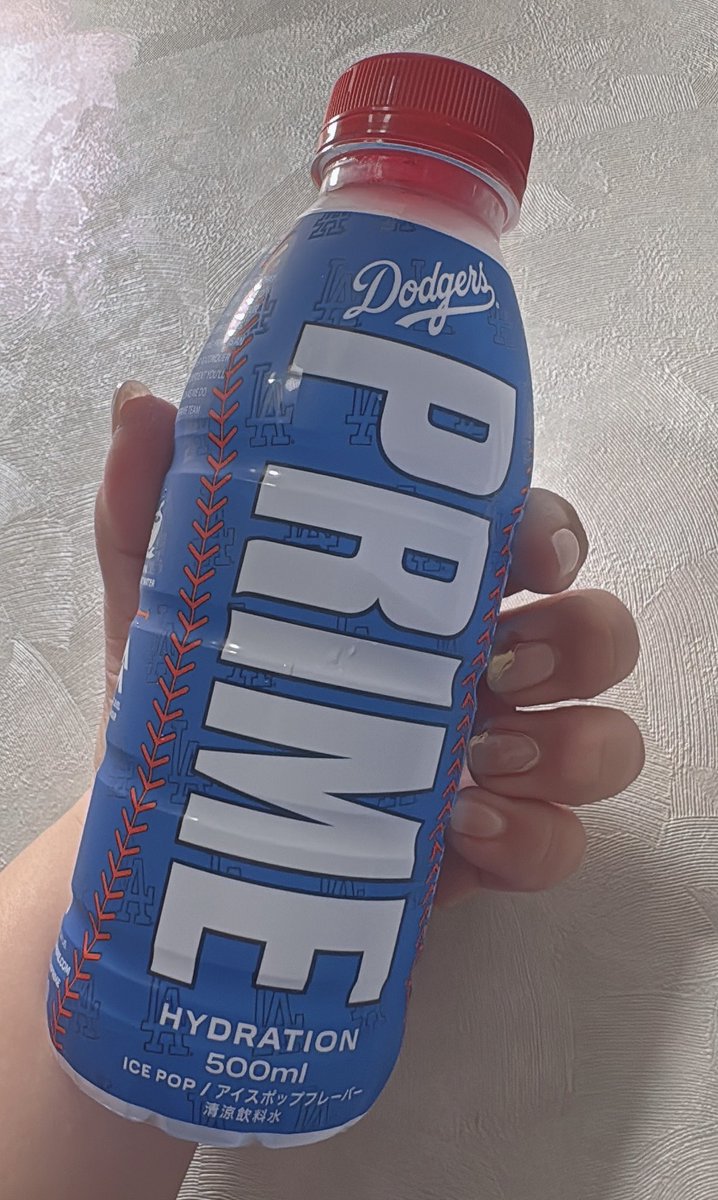 Dodgers
PRIME
HYDRATION
500ml
ICE POP / アイスポップフレーバー
清涼飲料水
LA